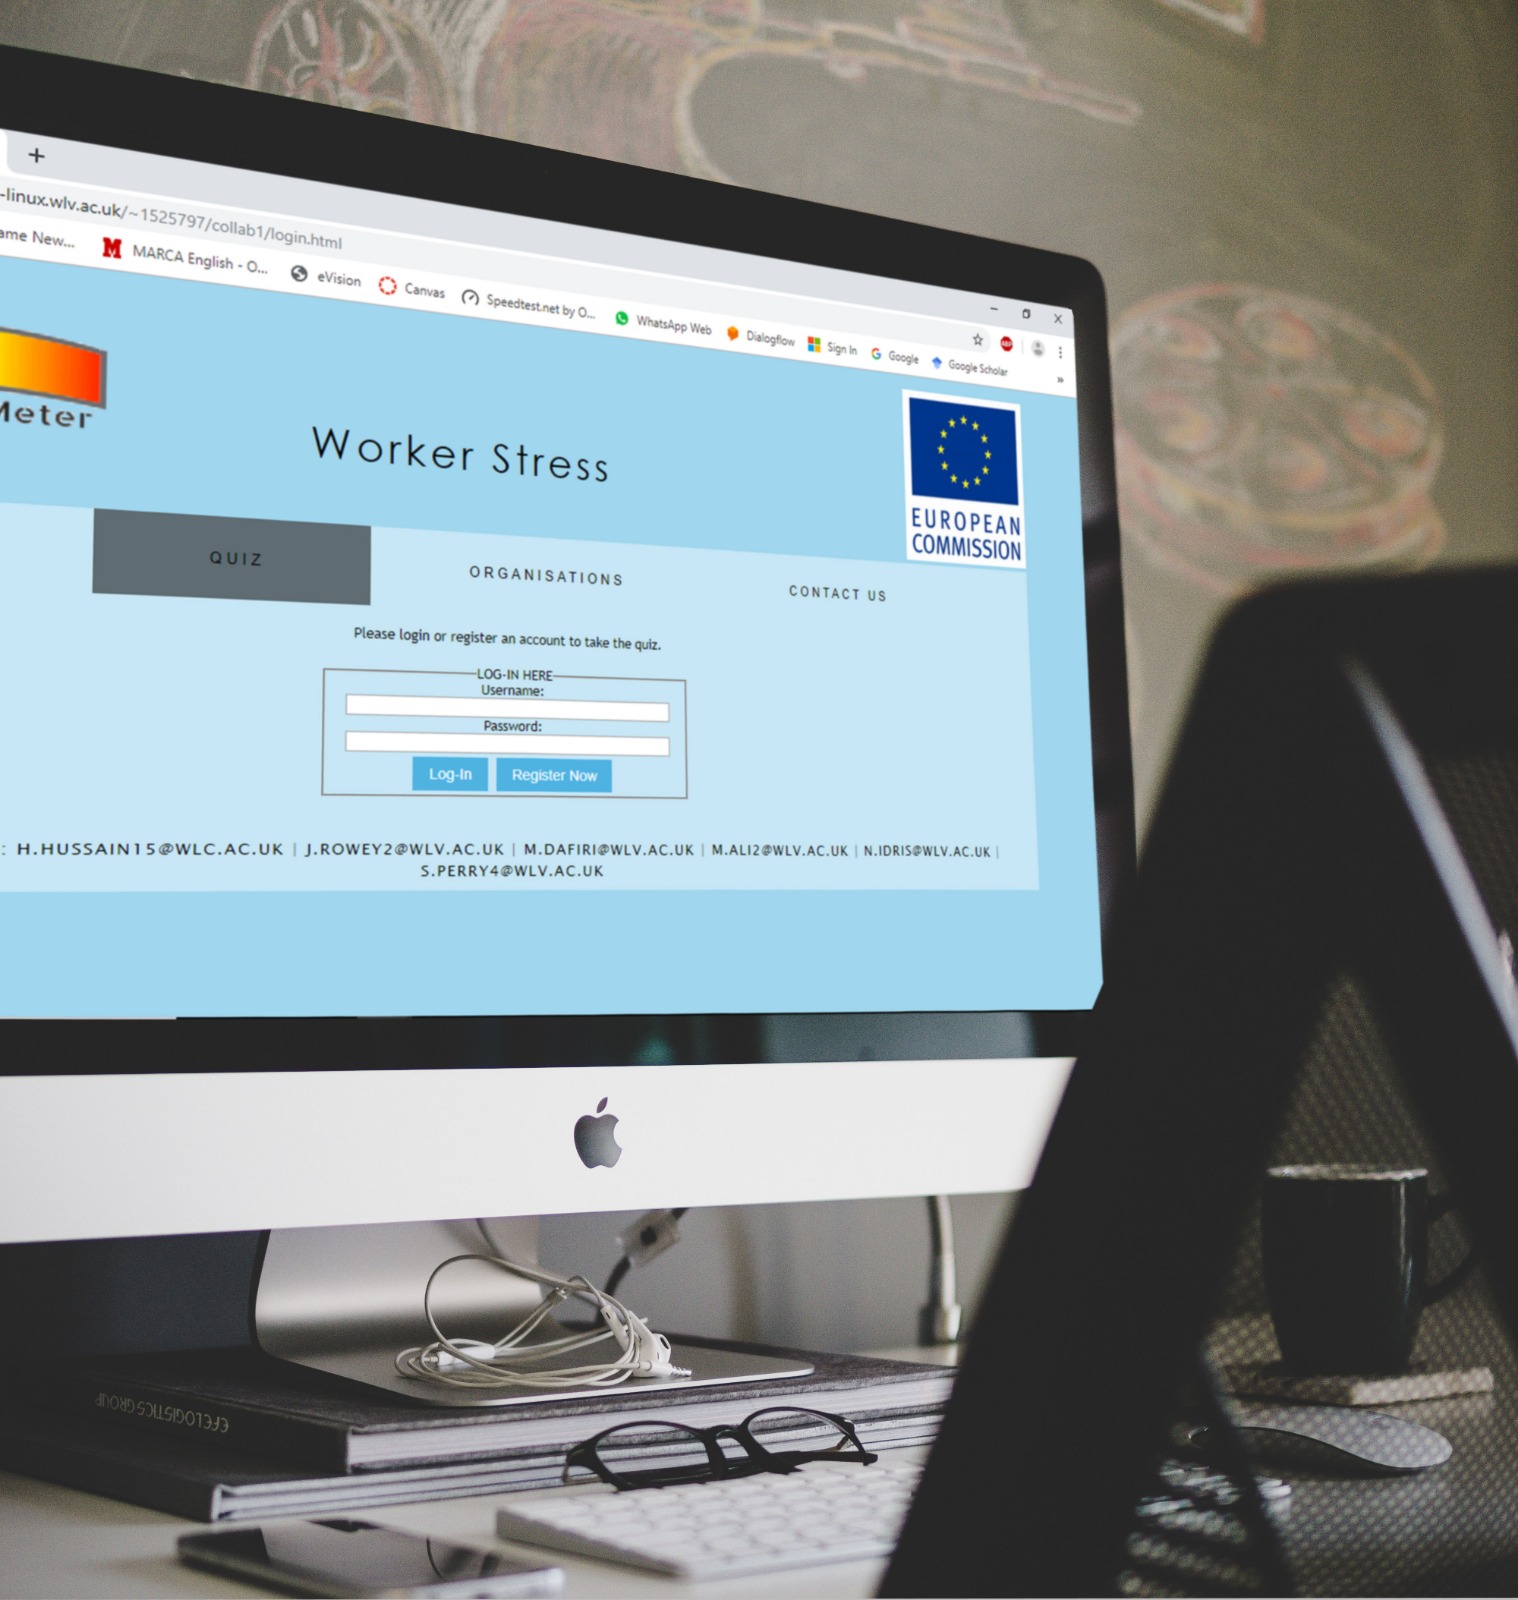 -linux.wlv.ac.uk/~1525797/collab1/login.html
ame New...
MARCA English - O...
eVision
Canvas
Speedtest.net by O...
WhatsApp Web
Dialogflow
Sign In
Google
Google Scholar
»
Meter
Worker Stress
EUROPEAN
COMMISSION
QUIZ
ORGANISATIONS
CONTACT US
Please login or register an account to take the quiz.
LOG-IN HERE
Username:
Password:
Log-In
Register Now
: H.HUSSAIN15@WLC.AC.UK | J.ROWEY2@WLV.AC.UK | M.DAFIRI@WLV.AC.UK | M.ALI2@WLV.AC.UK | N.IDRIS@WLV.AC.UK |
S.PERRY4@WLV.AC.UK
EFELOGISTICSGROUP